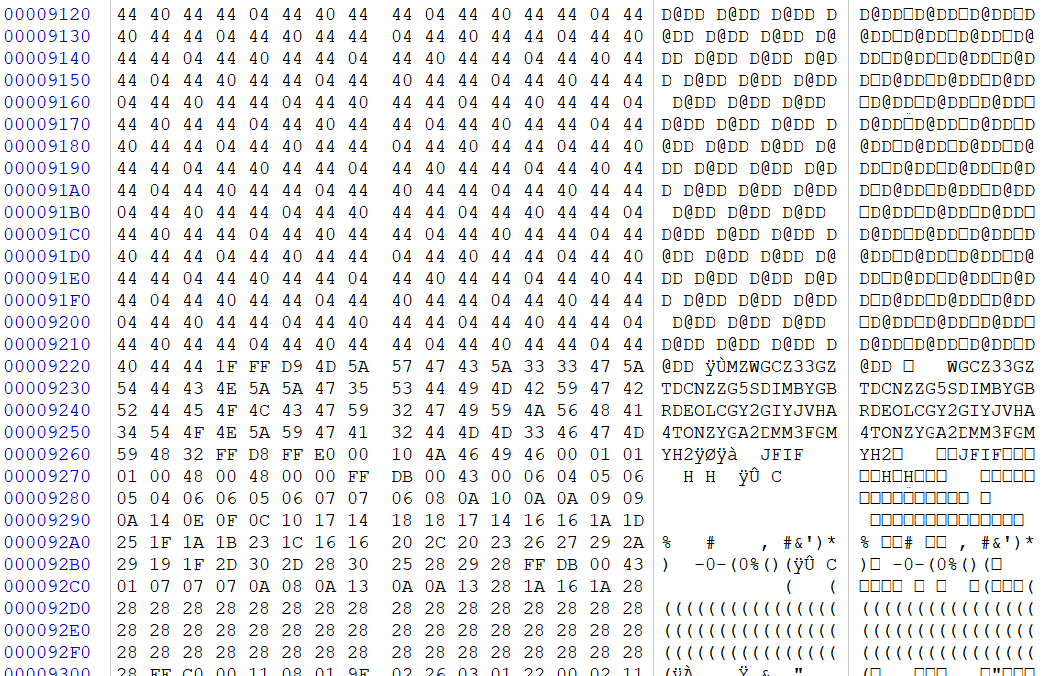 00009120 44 40 44 44 04 44 40 44 44 04 44 40 44 44 04 44 D@DD D@DD D@DD D D@DD□D@DD□D@DD□D
00009130 40 44 44 04 44 40 44 44 04 44 40 44 44 04 44 40 @DD D@DD D@DD D@ @DD□D@DD□D@DD□D@
00009140 44 44 04 44 40 44 44 04 44 40 44 44 04 44 40 44 DD D@DD D@DD D@D DD□D@DD□D@DD□D@D
00009150 44 04 44 40 44 44 04 44 40 44 44 04 44 40 44 44 D D@DD D@DD D@DD D□D@DD□D@DD□D@DD
00009160 04 44 40 44 44 04 44 40 44 44 04 44 40 44 44 04 D@DD D@DD D@DD □D@DD□D@DD□D@DD□
00009170 44 40 44 44 04 44 40 44 44 04 44 40 44 44 04 44 D@DD D@DD D@DD D D@DD□D@DD□D@DD□D
00009180 40 44 44 04 44 40 44 44 04 44 40 44 44 04 44 40 @DD D@DD D@DD D@ @DD□D@DD□D@DD□D@
00009190 44 44 04 44 40 44 44 04 44 40 44 44 04 44 40 44 DD D@DD D@DD D@D DD□D@DD□D@DD□D@D
000091A0 44 04 44 40 44 44 04 44 40 44 44 04 44 40 44 44 D D@DD D@DD D@DD D□D@DD□D@DD□D@DD
000091B0 04 44 40 44 44 04 44 40 44 44 04 44 40 44 44 04 D@DD D@DD D@DD □D@DD□D@DD□D@DD□
000091C0 44 40 44 44 04 44 40 44 44 04 44 40 44 44 04 44 D@DD D@DD D@DD D D@DD□D@DD□D@DD□D
000091D0 40 44 44 04 44 40 44 44 04 44 40 44 44 04 44 40 @DD D@DD D@DD D@ @DD□D@DD□D@DD□D@
000091E0 44 44 04 44 40 44 44 04 44 40 44 44 04 44 40 44 DD D@DD D@DD D@D DD□D@DD□D@DD□D@D
000091F0 44 04 44 40 44 44 04 44 40 44 44 04 44 40 44 44 D D@DD D@DD D@DD D□D@DD□D@DD□D@DD
00009200 04 44 40 44 44 04 44 40 44 44 04 44 40 44 44 04 D@DD D@DD D@DD □D@DD□D@DD□D@DD□
00009210 44 40 44 44 04 44 40 44 44 04 44 40 44 44 04 44 D@DD D@DD D@DD D D@DD□D@DD□D@DD□D
00009220 40 44 44 1F FF D9 4D 5A 57 47 43 5A 33 33 47 5A @DD ÿÙMZWGCZ33GZ @DD □ WGCZ33GZ
00009230 54 44 43 4E 5A 5A 47 35 53 44 49 4D 42 59 47 42 TDCNZZG5SDIMBYGB TDCNZZG5SDIMBYGB
00009240 52 44 45 4F 4C 43 47 59 32 47 49 59 4A 56 48 41 RDEOLCGY2GIYJVHA RDEOLCGY2GIYJVHA
00009250 34 54 4F 4E 5A 59 47 41 32 44 4D 4D 33 46 47 4D 4TONZYGA2DMM3FGM 4TONZYGA2DMM3FGM
00009260 59 48 32 FF D8 FF E0 00 10 4A 46 49 46 00 01 01 YH2ÿØÿà JFIF YH2□ □□JFIF□□□
00009270 01 00 48 00 48 00 00 FF DB 00 43 00 06 04 05 06 H H ÿÛ C □□H□H□□□ □□□□□
00009280 05 04 06 06 05 06 07 07 06 08 0A 10 0A 0A 09 09 □□□□□□□□□□ □
00009290 0A 14 0E 0F 0C 10 17 14 18 18 17 14 16 16 1A 1D □□□□□□□□□□□□□□
000092A0 25 1F 1A 1B 23 1C 16 16 20 2C 20 23 26 27 29 2A % # , #&')* % □□# □□ , #&')*
000092B0 29 19 1F 2D 30 2D 28 30 25 28 29 28 FF DB 00 43 ) -0-(0%()(ÿÛ C )□ -0-(0%()(□
000092C0 01 07 07 07 0A 08 0A 13 0A 0A 13 28 1A 16 1A 28 ( ( □□□□ □ □ □(□□□(
000092D0 28 28 28 28 28 28 28 28 28 28 28 28 28 28 28 28 (((((((((((((((( ((((((((((((((((
000092E0 28 28 28 28 28 28 28 28 28 28 28 28 28 28 28 28 (((((((((((((((( ((((((((((((((((
000092F0 28 28 28 28 28 28 28 28 28 28 28 28 28 28 28 28 (((((((((((((((( ((((((((((((((((
00009300 28 FF C0 00 11 08 01 9F 02 26 03 01 22 00 02 11 (ÿÀ Ÿ & " (□ □□□ □"□□□